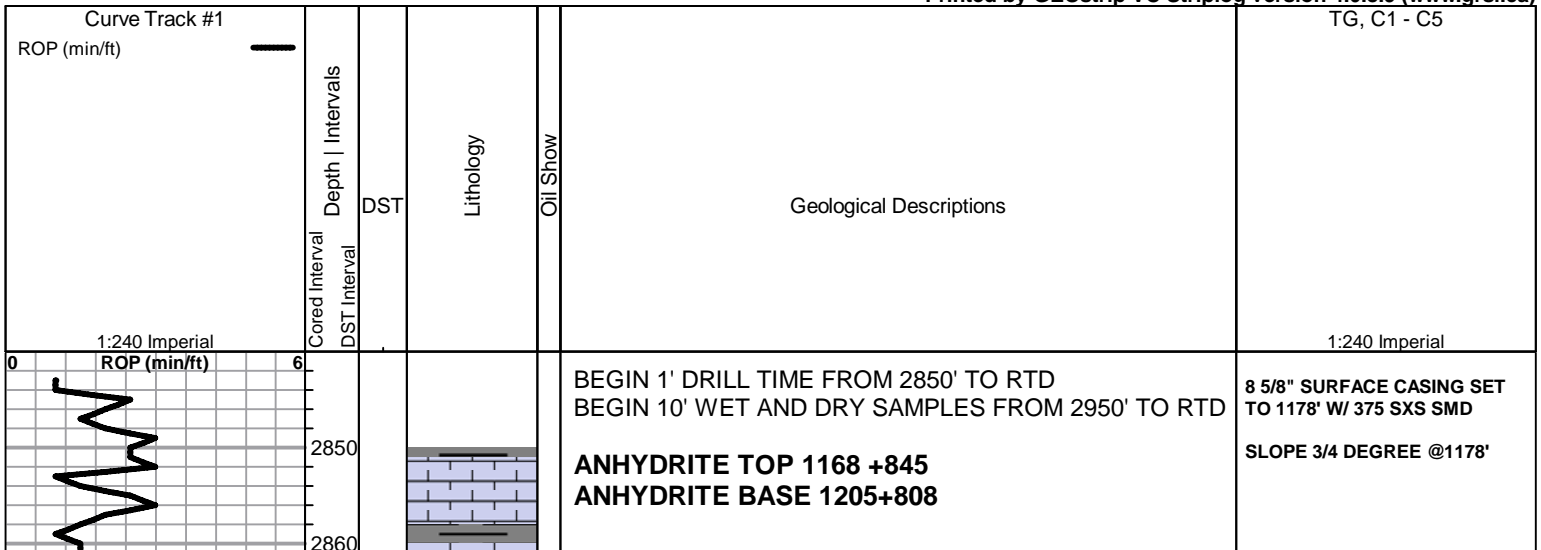 Printed by GEOstrip VC Striplog version 4.0.8.0 (www.grsi.ca)
Curve Track #1
ROP (min/ft)
1:240 Imperial
Cored Interval
Depth | Intervals
DST Interval
DST
Lithology
Oil Show
Geological Descriptions
TG, C1 - C5
1:240 Imperial
0 ROP (min/ft) 6
2850
2860
BEGIN 1' DRILL TIME FROM 2850' TO RTD
BEGIN 10' WET AND DRY SAMPLES FROM 2950' TO RTD
ANHYDRITE TOP 1168 +845
ANHYDRITE BASE 1205+808
8 5/8" SURFACE CASING SET
TO 1178' W/ 375 SXS SMD
SLOPE 3/4 DEGREE @1178'